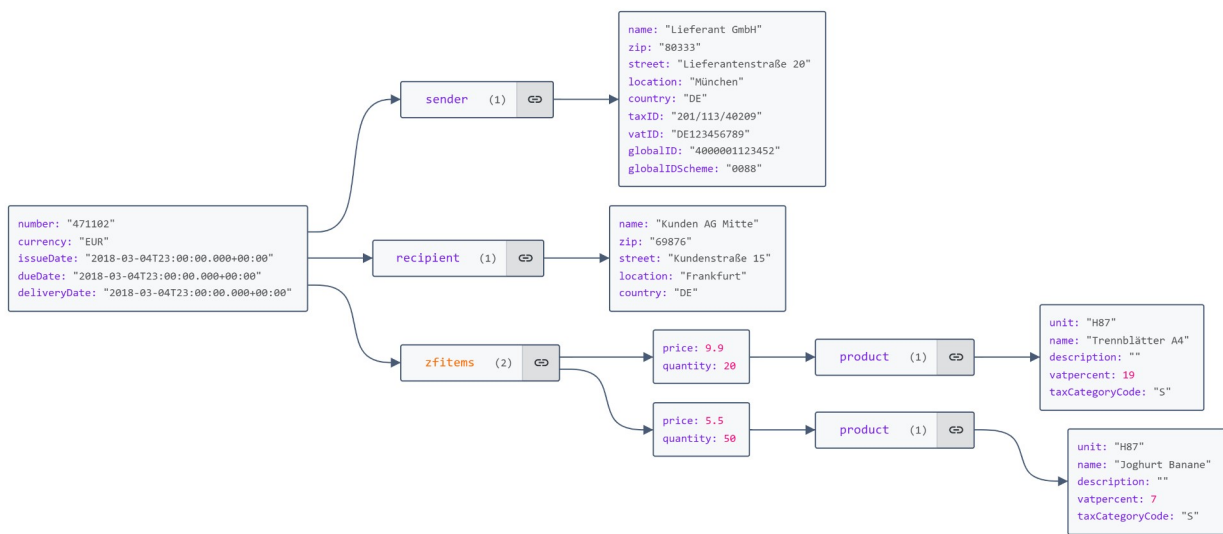 name: "Lieferant GmbH"
zip: "80333"
street: "Lieferantenstraße 20"
location: "München"
country: "DE"
taxID: "201/113/40209"
vatID: "DE123456789"
globalID: "4000001123452"
globalIDScheme: "0088"
sender (1)
number: "471102"
currency: "EUR"
issueDate: "2018-03-04T23:00:00.000+00:00"
dueDate: "2018-03-04T23:00:00.000+00:00"
deliveryDate: "2018-03-04T23:00:00.000+00:00"
recipient (1)
name: "Kunden AG Mitte"
zip: "69876"
street: "Kundenstraße 15"
location: "Frankfurt"
country: "DE"
zfitems (2)
price: 9.9
quantity: 20
product (1)
unit: "H87"
name: "Trennblätter A4"
description: ""
vatpercent: 19
taxCategoryCode: "S"
price: 5.5
quantity: 50
product (1)
unit: "H87"
name: "Joghurt Banane"
description: ""
vatpercent: 7
taxCategoryCode: "S"